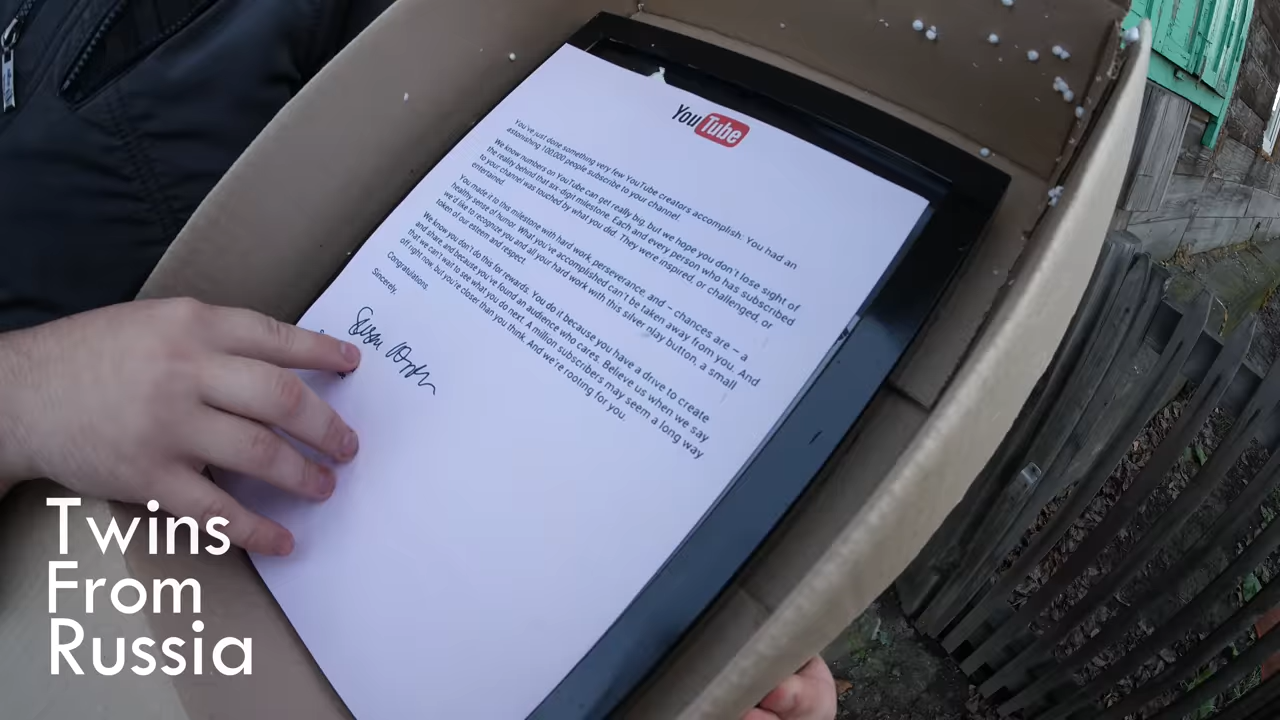 YouTube
You've just done something very few YouTube creators accomplish: You had an
astonishing 100,000 people subscribe to your channel!
We know numbers on YouTube can get really big, but we hope you don't lose sight of
the reality behind that six-digit milestone. Each and every person who has subscribed
to your channel was touched by what you did. They were inspired, or challenged, or
entertained.
You made it to this milestone with hard work, perseverance, and – chances are – a
healthy sense of humor. What you've accomplished can't be taken away from you. And
we'd like to recognize you and all your hard work with this silver play button, a small
token of our esteem and respect.
We know you don't do this for rewards. You do it because you have a drive to create
and share, and because you've found an audience who cares. Believe us when we say
that we can't wait to see what you do next. A million subscribers may seem a long way
off right now, but you're closer than you think. And we're rooting for you.
Congratulations,
Sincerely,
Susan
Twins
From
Russia